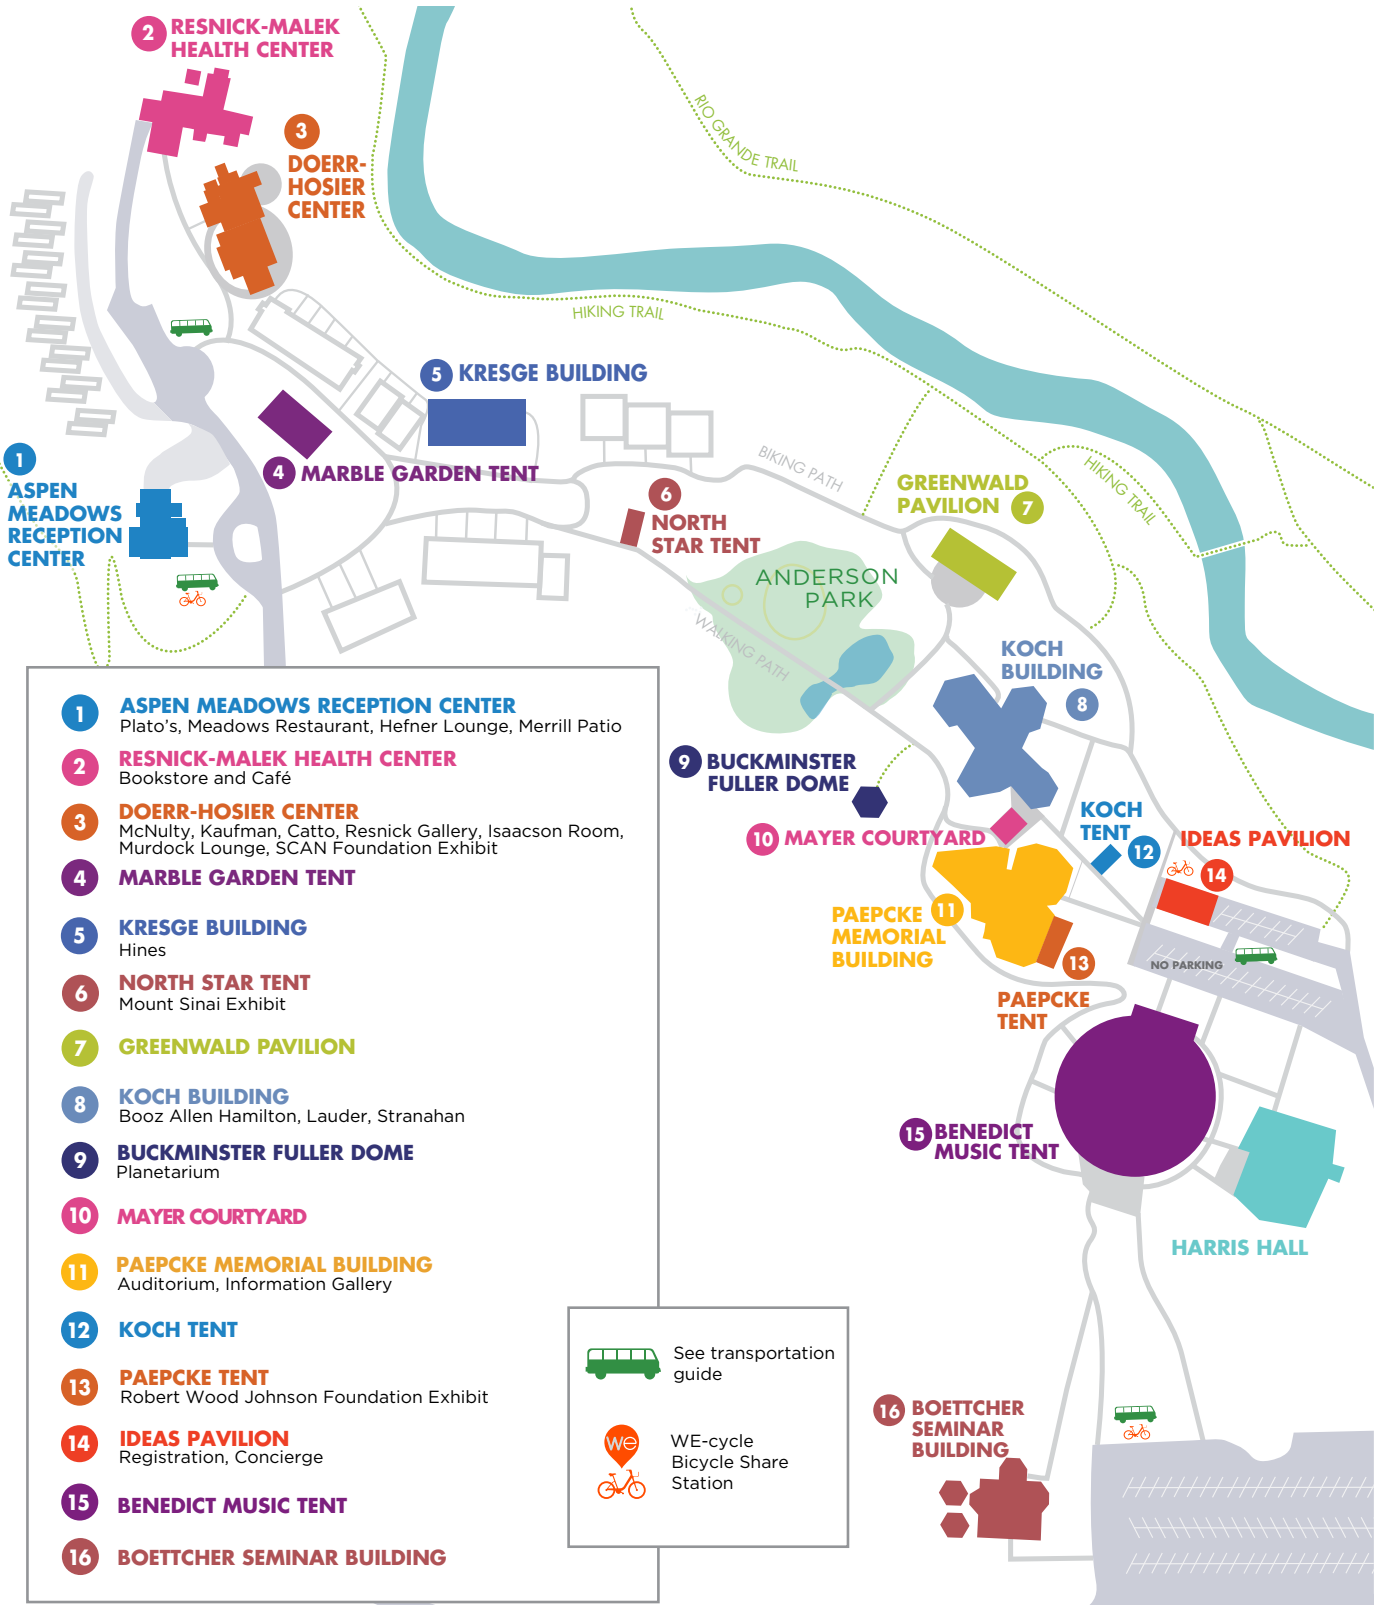 2 RESNICK-MALEK
HEALTH CENTER
3
DOERR-
HOSIER
CENTER
RIO GRANDE TRAIL
HIKING TRAIL
5 KRESGE BUILDING
1
ASPEN
MEADOWS
RECEPTION
CENTER
4 MARBLE GARDEN TENT
BIKING PATH
HIKING TRAIL
GREENWALD
PAVILION 7
6
NORTH
STAR TENT
ANDERSON
PARK
WALKING PATH
KOCH
BUILDING
8
9 BUCKMINSTER
FULLER DOME
10 MAYER COURTYARD
KOCH
TENT
12
IDEAS PAVILION
14
PAEPCKE 11
MEMORIAL
BUILDING
13
PAEPCKE
TENT
NO PARKING
15 BENEDICT
MUSIC TENT
HARRIS HALL
16 BOETTCHER
SEMINAR
BUILDING
1 ASPEN MEADOWS RECEPTION CENTER
Plato's, Meadows Restaurant, Hefner Lounge, Merrill Patio
2 RESNICK-MALEK HEALTH CENTER
Bookstore and Café
3 DOERR-HOSIER CENTER
McNulty, Kaufman, Catto, Resnick Gallery, Isaacson Room,
Murdock Lounge, SCAN Foundation Exhibit
4 MARBLE GARDEN TENT
5 KRESGE BUILDING
Hines
6 NORTH STAR TENT
Mount Sinai Exhibit
7 GREENWALD PAVILION
8 KOCH BUILDING
Booz Allen Hamilton, Lauder, Stranahan
9 BUCKMINSTER FULLER DOME
Planetarium
10 MAYER COURTYARD
11 PAEPCKE MEMORIAL BUILDING
Auditorium, Information Gallery
12 KOCH TENT
13 PAEPCKE TENT
Robert Wood Johnson Foundation Exhibit
14 IDEAS PAVILION
Registration, Concierge
15 BENEDICT MUSIC TENT
16 BOETTCHER SEMINAR BUILDING
See transportation
guide
we
WE-cycle
Bicycle Share
Station